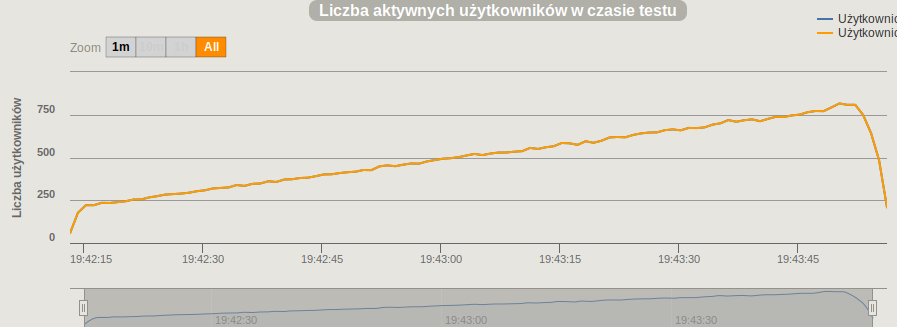 Liczba aktywnych użytkowników w czasie testu
Użytkownic
Użytkownic
Zoom 1m 10m 1h All
Liczba użytkowników
750
500
250
0
19:42:15 19:42:30 19:42:45 19:43:00 19:43:15 19:43:30 19:43:45
19:42:30 19:43:00 19:43:30